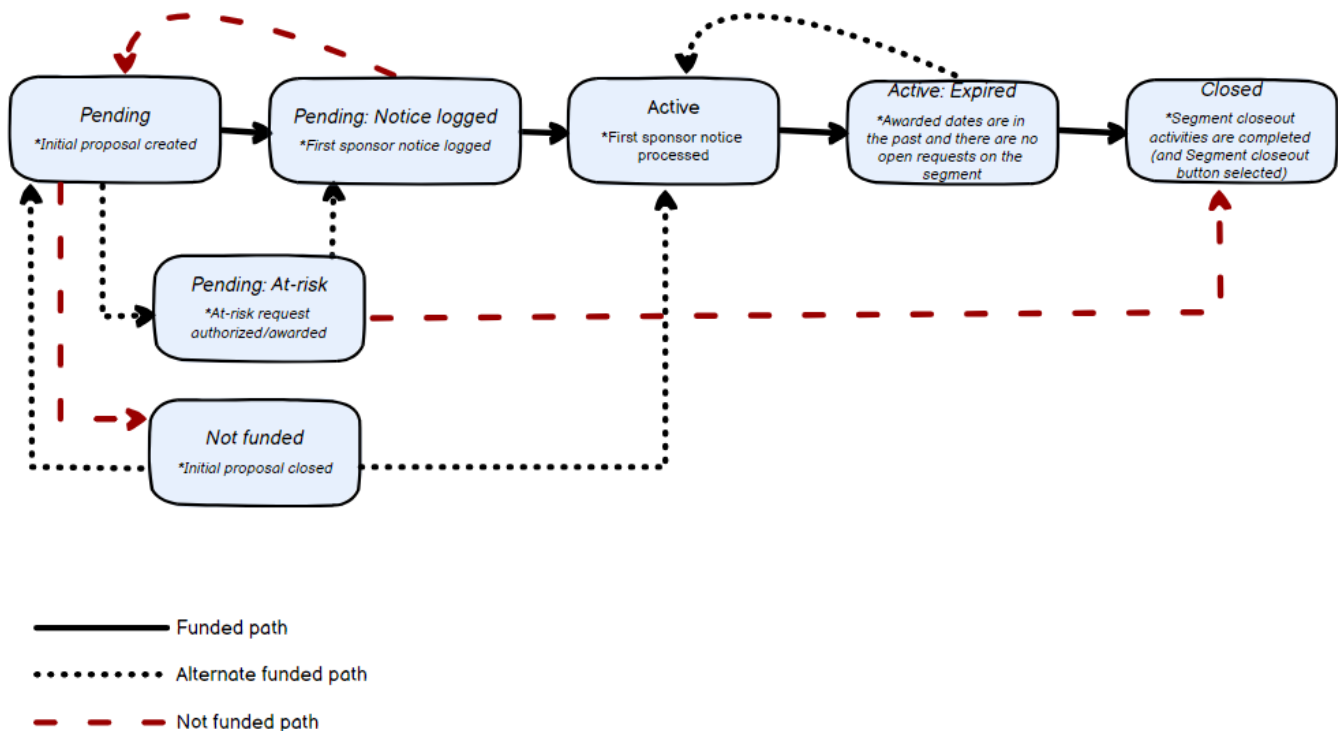 Pending
*Initial proposal created
Pending: Notice logged
*First sponsor notice logged
Active
*First sponsor notice
processed
Active: Expired
*Awarded dates are in
the past and there are no
open requests on the
segment
Closed
*Segment closeout
activities are completed
(and Segment closeout
button selected)
Pending: At-risk
*At-risk request
authorized/awarded
Not funded
*Initial proposal closed
Funded path
Alternate funded path
Not funded path